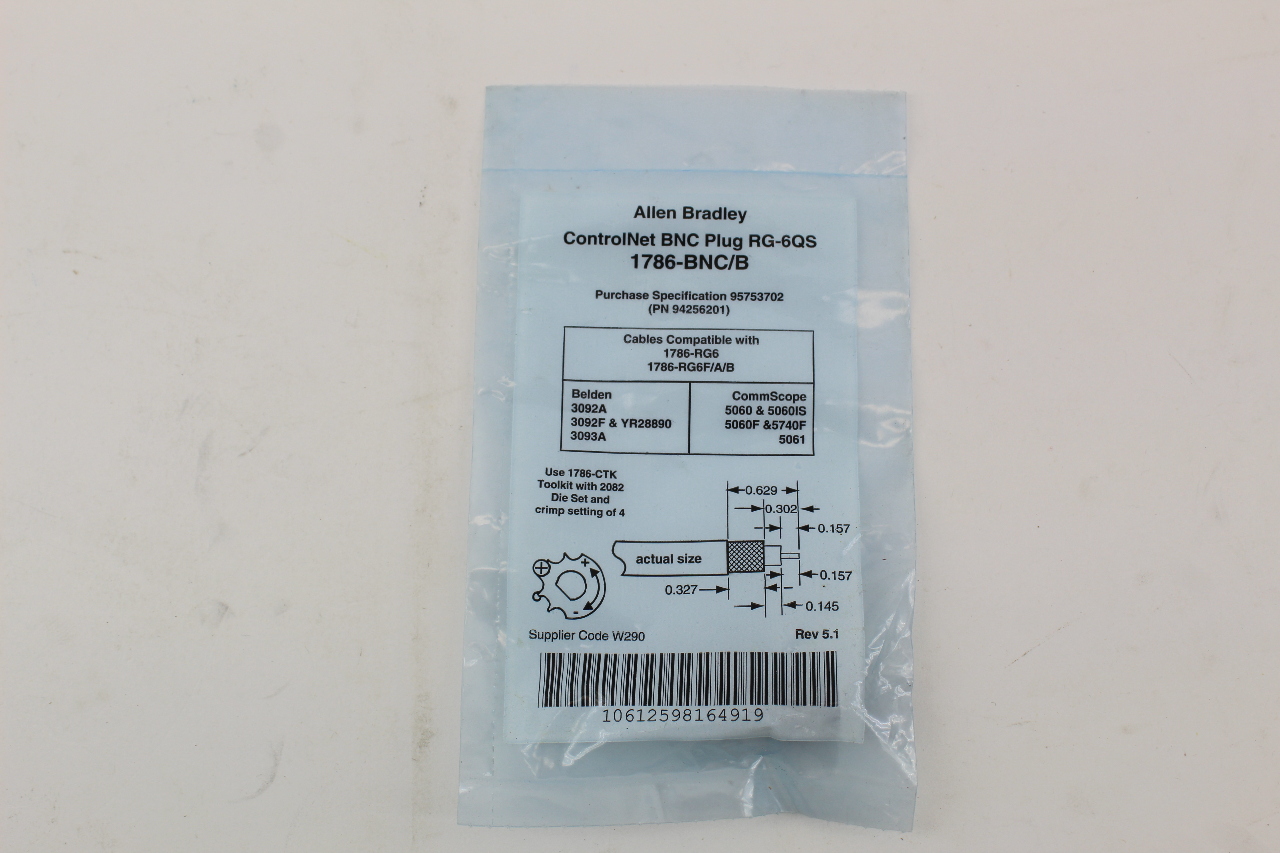 Allen Bradley
ControlNet BNC Plug RG-6QS
1786-BNC/B
Purchase Specification 95753702
(PN 94256201)
Cables Compatible with
1786-RG6
1786-RG6F/A/B
Belden
3092A
3092F & YR28890
3093A
CommScope
5060 & 5060IS
5060F &5740F
5061
Use 1786-CTK
Toolkit with 2082
Die Set and
crimp setting of 4
0.629
0.302
0.157
actual size
+
-
0.157
0.327
0.145
Supplier Code W290
Rev 5.1
10612598164919